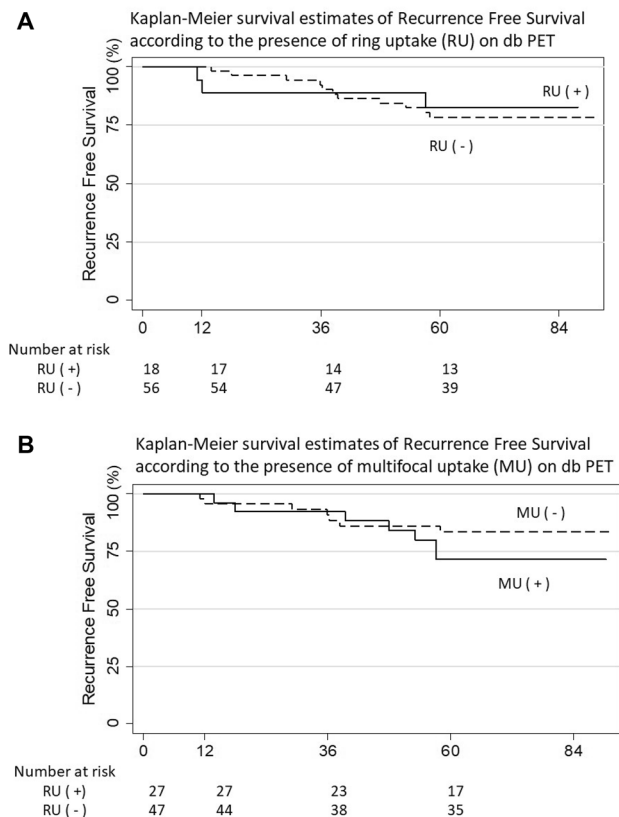 A
Kaplan-Meier survival estimates of Recurrence Free Survival
according to the presence of ring uptake (RU) on db PET
Recurrence Free Survival (%)
100
75
50
25
0
RU ( + )
RU ( - )
0 12 36 60 84
Number at risk
RU ( + ) 18 17 14 13
RU ( - ) 56 54 47 39
B
Kaplan-Meier survival estimates of Recurrence Free Survival
according to the presence of multifocal uptake (MU) on db PET
Recurrence Free Survival (%)
100
75
50
25
0
MU ( - )
MU ( + )
0 12 36 60 84
Number at risk
RU ( + ) 27 27 23 17
RU ( - ) 47 44 38 35